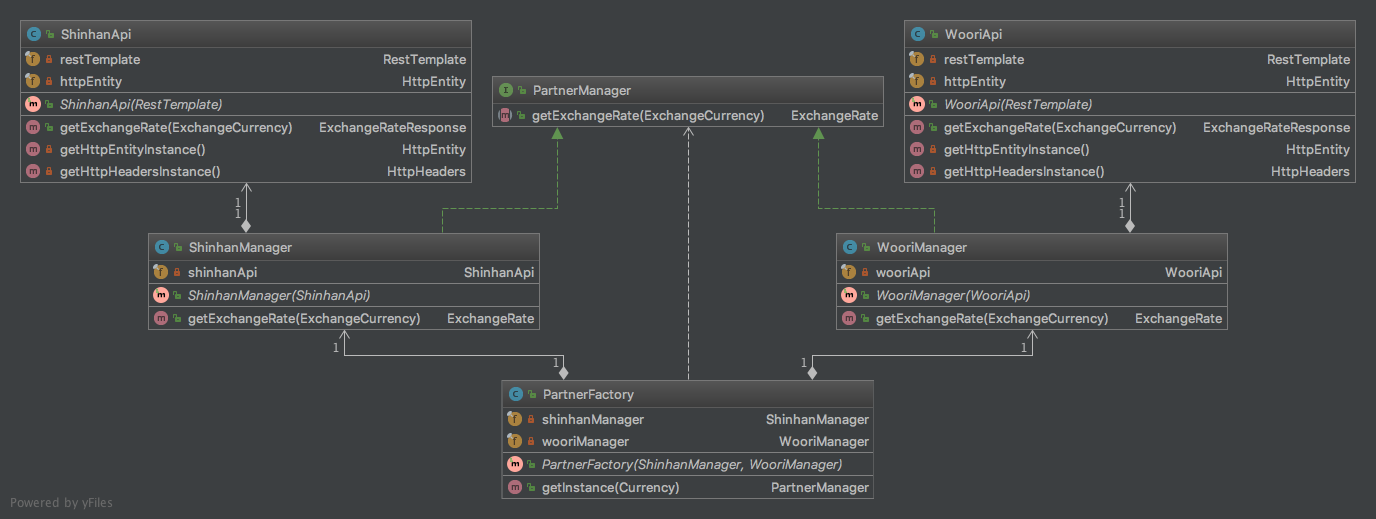 ShinhanApi
restTemplate RestTemplate
httpEntity HttpEntity
ShinhanApi(RestTemplate)
getExchangeRate(ExchangeCurrency) ExchangeRateResponse
getHttpEntityInstance() HttpEntity
getHttpHeadersInstance() HttpHeaders
PartnerManager
getExchangeRate(ExchangeCurrency) ExchangeRate
WooriApi
restTemplate RestTemplate
httpEntity HttpEntity
WooriApi(RestTemplate)
getExchangeRate(ExchangeCurrency) ExchangeRateResponse
getHttpEntityInstance() HttpEntity
getHttpHeadersInstance() HttpHeaders
1
1
1
1
ShinhanManager
shinhanApi ShinhanApi
ShinhanManager(ShinhanApi)
getExchangeRate(ExchangeCurrency) ExchangeRate
WooriManager
wooriApi WooriApi
WooriManager(WooriApi)
getExchangeRate(ExchangeCurrency) ExchangeRate
1
1
1
1
PartnerFactory
shinhanManager ShinhanManager
wooriManager WooriManager
PartnerFactory(ShinhanManager, WooriManager)
getInstance(Currency) PartnerManager
Powered by yFiles